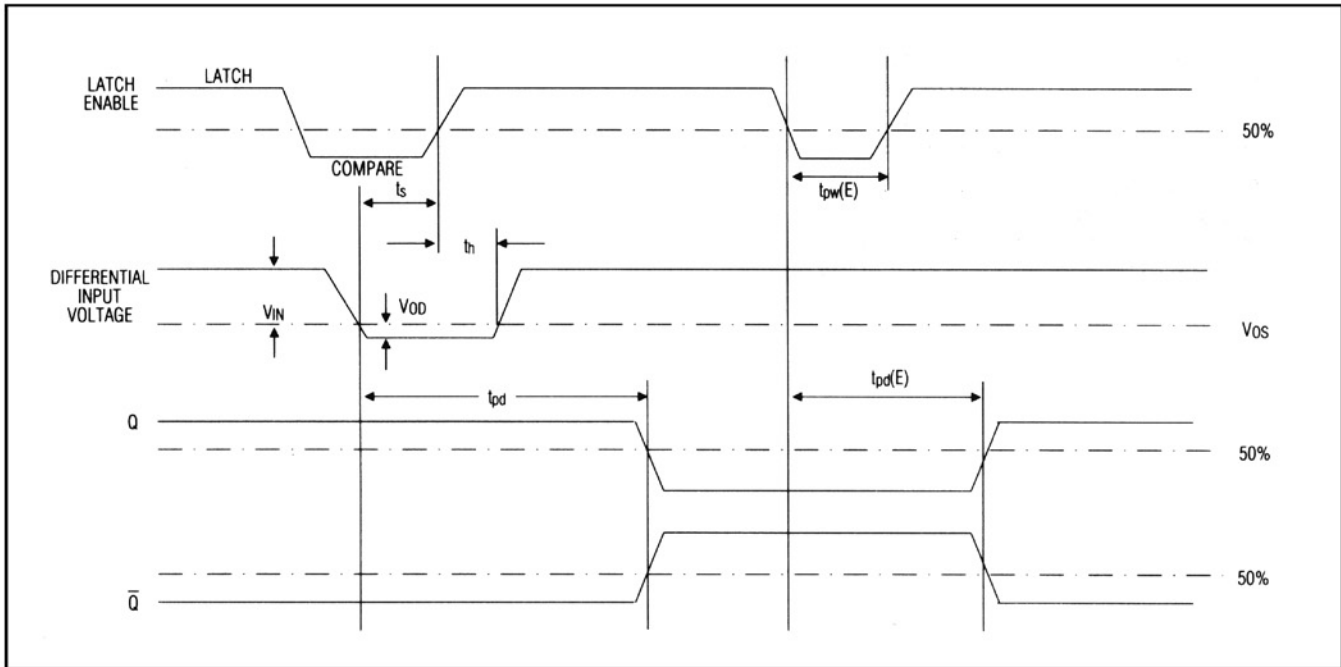 LATCH
ENABLE
LATCH
50%
COMPARE
ts
tpw(E)
th
DIFFERENTIAL
INPUT
VOLTAGE
VIN
VOD
VOS
tpd
tpd(E)
Q
50%
50%
Q̅